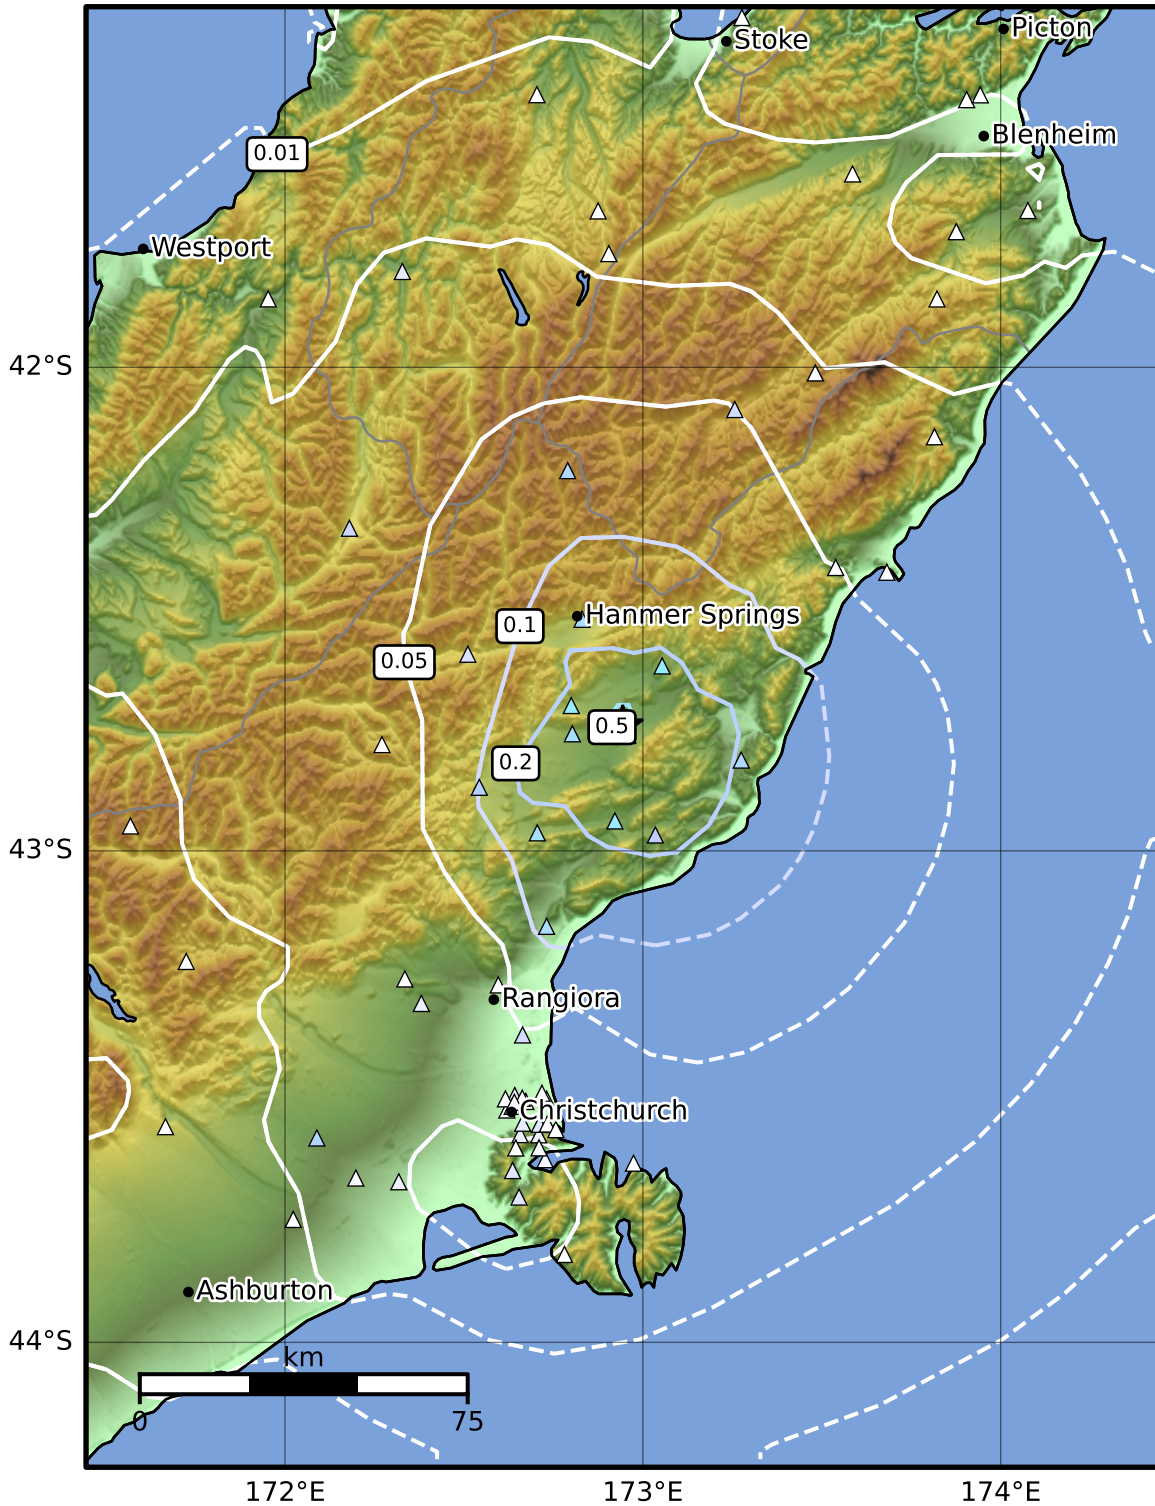 Picton
Stoke
Blenheim
0.01
Westport
42°S
Hanmer Springs
0.1
0.05
0.5
0.2
43°S
Rangiora
Christchurch
Ashburton
44°S
km
0 75
172°E 173°E 174°E